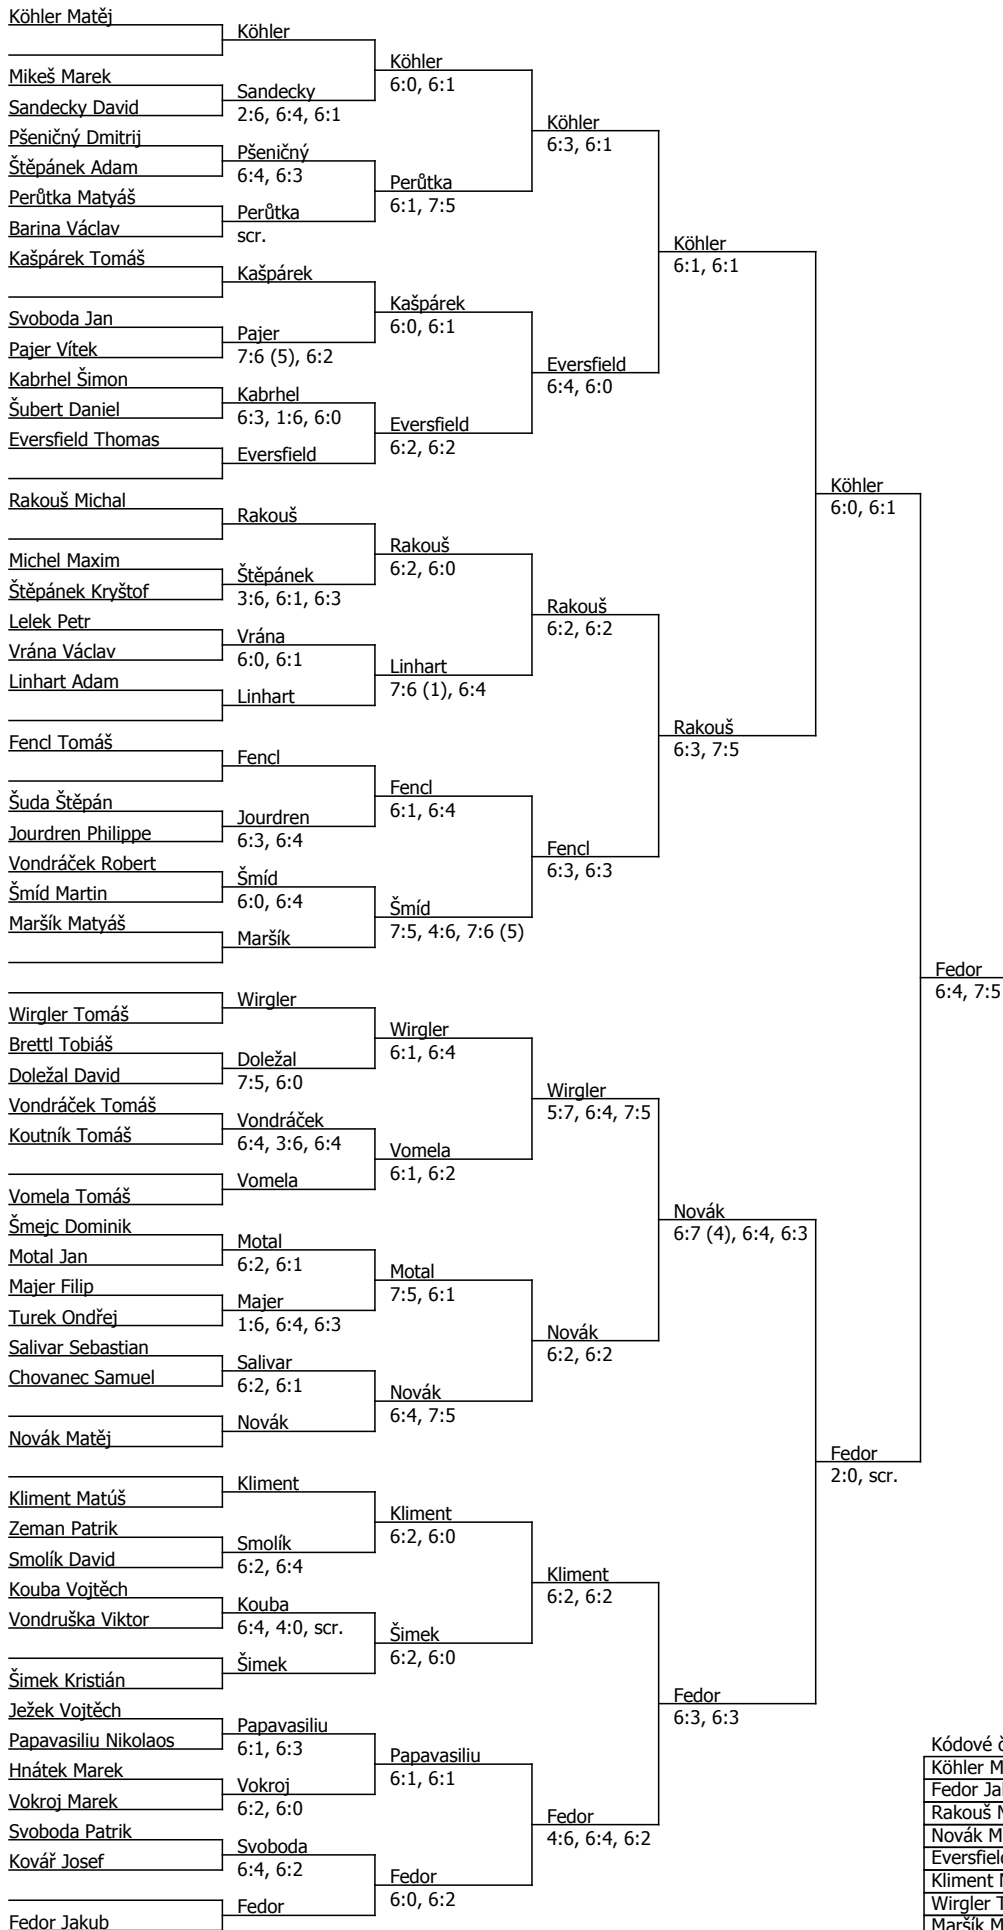 Köhler Matěj
Mikeš Marek
Sandecky David
Pšeničný Dmitrij
Štěpánek Adam
Perůtka Matyáš
Barina Václav
Kašpárek Tomáš
Svoboda Jan
Pajer Vítek
Kabrhel Šimon
Šubert Daniel
Eversfield Thomas
Rakouš Michal
Michel Maxim
Štěpánek Kryštof
Lelek Petr
Vrána Václav
Linhart Adam
Fencl Tomáš
Šuda Štěpán
Jourdren Philippe
Vondráček Robert
Šmíd Martin
Maršík Matyáš
Wirgler Tomáš
Brettl Tobiáš
Doležal David
Vondráček Tomáš
Koutník Tomáš
Vomela Tomáš
Šmejc Dominik
Motal Jan
Majer Filip
Turek Ondřej
Salivar Sebastian
Chovanec Samuel
Novák Matěj
Kliment Matúš
Zeman Patrik
Smolík David
Kouba Vojtěch
Vondruška Viktor
Šimek Kristián
Ježek Vojtěch
Papavasiliu Nikolaos
Hnátek Marek
Vokroj Marek
Svoboda Patrik
Kovář Josef
Fedor Jakub
Köhler
Sandecky
2:6, 6:4, 6:1
Pšeničný
6:4, 6:3
Perůtka
scr.
Kašpárek
Pajer
7:6 (5), 6:2
Kabrhel
6:3, 1:6, 6:0
Eversfield
Rakouš
Štěpánek
3:6, 6:1, 6:3
Vrána
6:0, 6:1
Linhart
Fencl
Jourdren
6:3, 6:4
Šmíd
6:0, 6:4
Maršík
Wirgler
Doležal
7:5, 6:0
Vondráček
6:4, 3:6, 6:4
Vomela
Motal
6:2, 6:1
Majer
1:6, 6:4, 6:3
Salivar
6:2, 6:1
Novák
Kliment
Smolík
6:2, 6:4
Kouba
6:4, 4:0, scr.
Šimek
Papavasiliu
6:1, 6:3
Vokroj
6:2, 6:0
Svoboda
6:4, 6:2
Fedor
Köhler
6:0, 6:1
Perůtka
6:1, 7:5
Kašpárek
6:0, 6:1
Eversfield
6:2, 6:2
Rakouš
6:2, 6:0
Linhart
7:6 (1), 6:4
Fencl
6:1, 6:4
Šmíd
7:5, 4:6, 7:6 (5)
Wirgler
6:1, 6:4
Vomela
6:1, 6:2
Motal
7:5, 6:1
Novák
6:4, 7:5
Kliment
6:2, 6:0
Šimek
6:2, 6:0
Papavasiliu
6:1, 6:1
Fedor
6:0, 6:2
Köhler
6:3, 6:1
Eversfield
6:4, 6:0
Rakouš
6:2, 6:2
Fencl
6:3, 6:3
Wirgler
5:7, 6:4, 7:5
Novák
6:2, 6:2
Kliment
6:2, 6:2
Fedor
4:6, 6:4, 6:2
Köhler
6:1, 6:1
Rakouš
6:3, 7:5
Novák
6:7 (4), 6:4, 6:3
Fedor
6:3, 6:3
Köhler
6:0, 6:1
Fedor
2:0, scr.
Fedor
6:4, 7:5
Kódové č
Köhler M
Fedor Ja
Rakouš M
Novák M
Eversfiel
Kliment M
Wirgler T
Maršík M